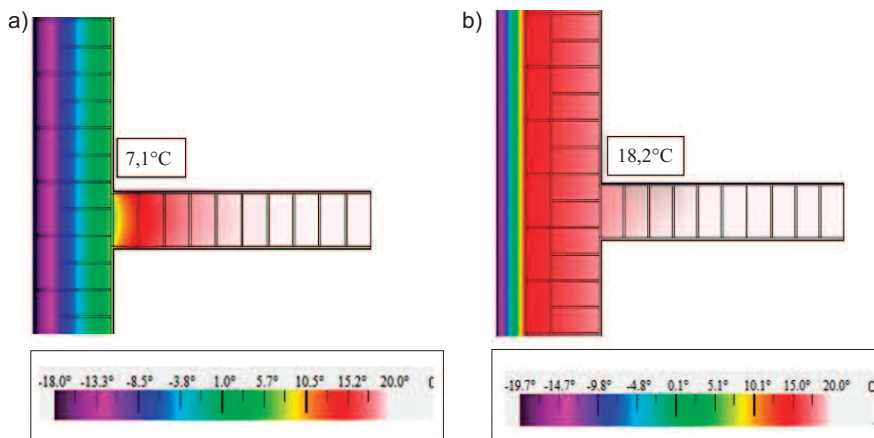 a)
b)
7,1°C
18,2°C
-18.0° -13.3° -8.5° -3.8° 1.0° 5.7° 10.5° 15.2° 20.0° C
-19.7° -14.7° -9.8° -4.8° 0.1° 5.1° 10.1° 15.0° 20.0° C